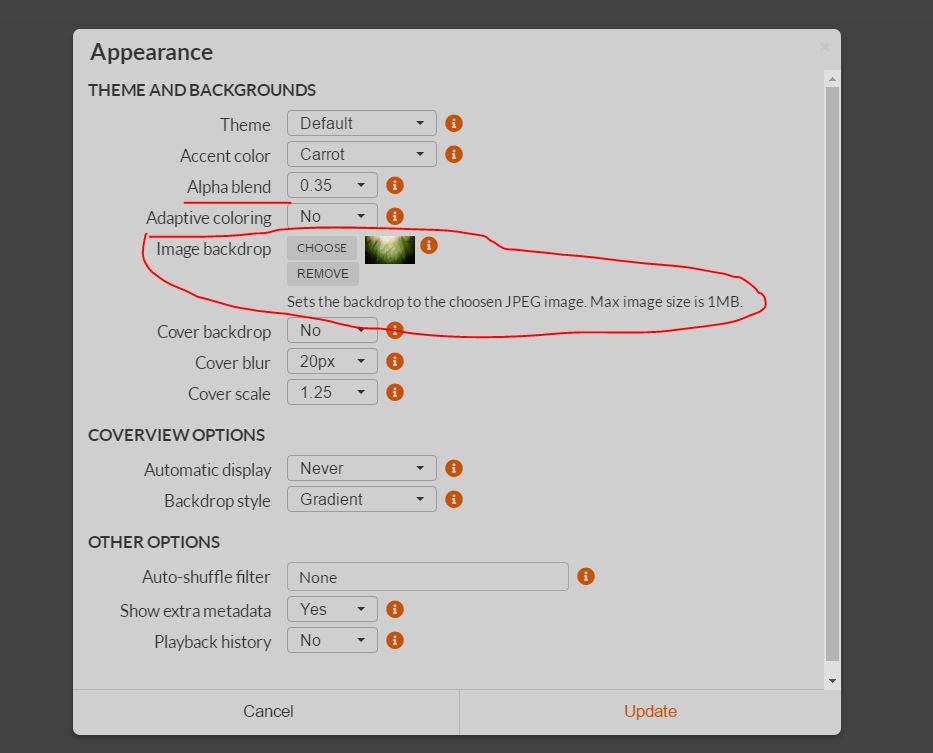 Appearance
×
THEME AND BACKGROUNDS
Theme Default
Accent color Carrot
Alpha blend 0.35
Adaptive coloring No
Image backdrop CHOOSE
REMOVE
Sets the backdrop to the choosen JPEG image. Max image size is 1MB.
Cover backdrop No
Cover blur 20px
Cover scale 1.25
COVERVIEW OPTIONS
Automatic display Never
Backdrop style Gradient
OTHER OPTIONS
Auto-shuffle filter None
Show extra metadata Yes
Playback history No
Cancel Update